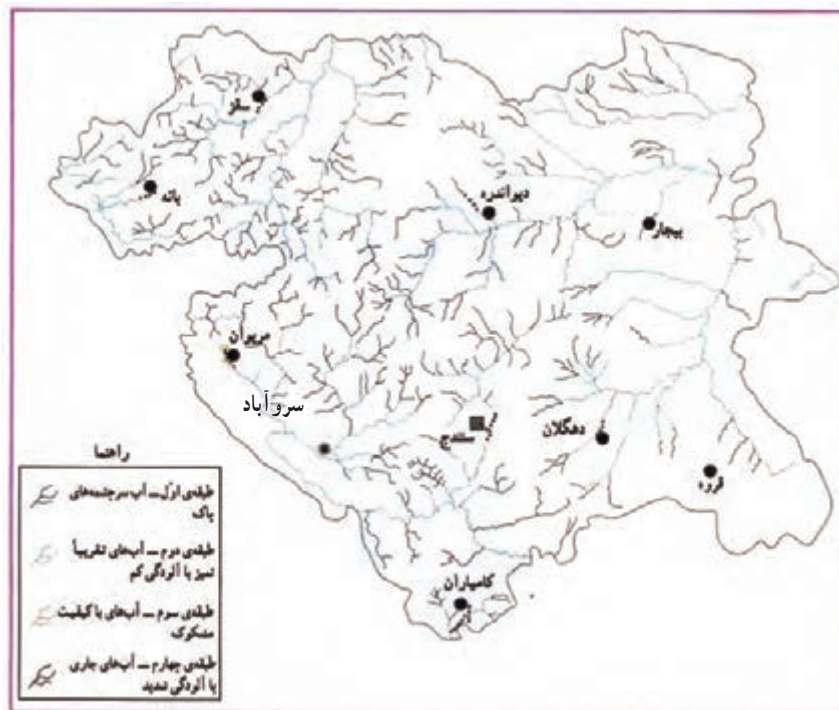 سقز
بانه
دیواندره
بیجار
مریوان
سروآباد
سنندج
دهگلان
قروه
کامیاران
راهنما
طبقه‌ی اوّل ــ آب سرچشمه‌های
پاک
طبقه‌ی دوم ــ آب‌های تقریباً
تمیز با آلودگی کم
طبقه‌ی سوم ــ آب‌های با کیفیت
مشکوک
طبقه‌ی چهارم ــ آب‌های جاری
با آلودگی شدید